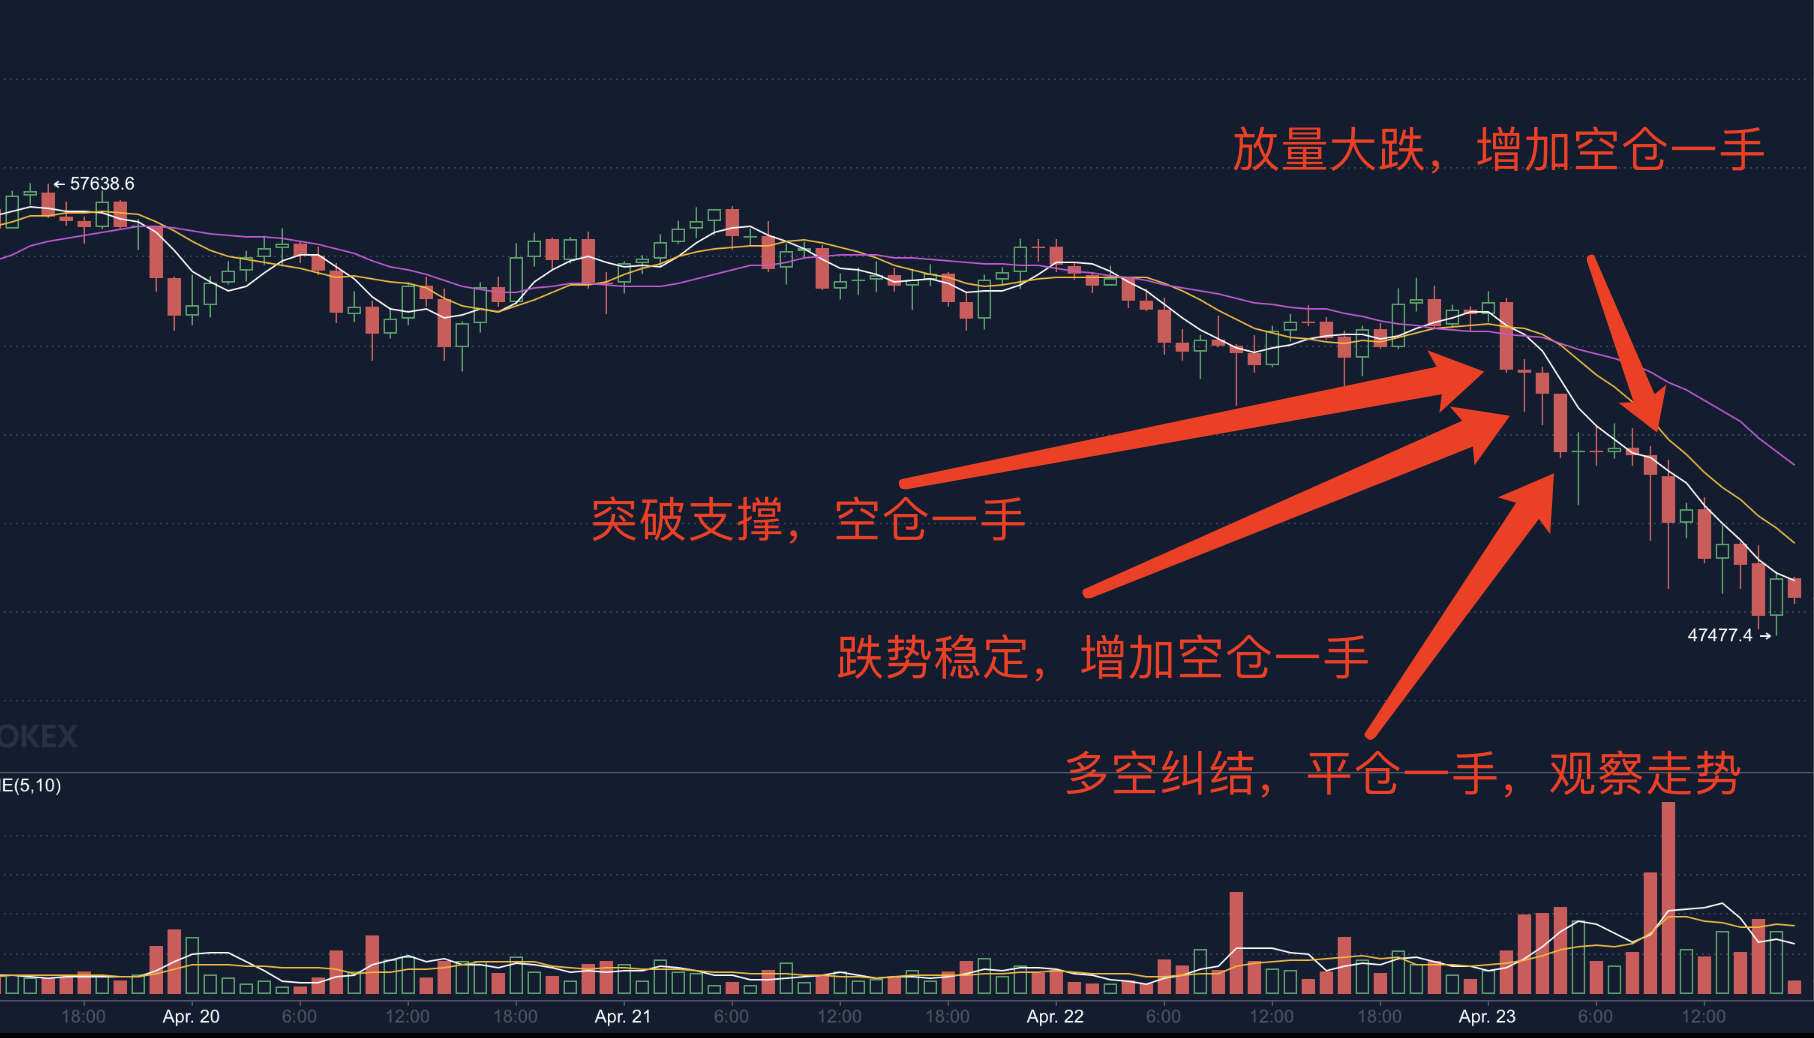 放量大跌，增加空仓一手
← 57638.6
突破支撑，空仓一手
跌势稳定，增加空仓一手
47477.4 →
OKEX
多空纠结，平仓一手，观察走势
IE(5,10)
18:00 Apr. 20 6:00 12:00 18:00 Apr. 21 6:00 12:00 18:00 Apr. 22 6:00 12:00 18:00 Apr. 23 6:00 12:00